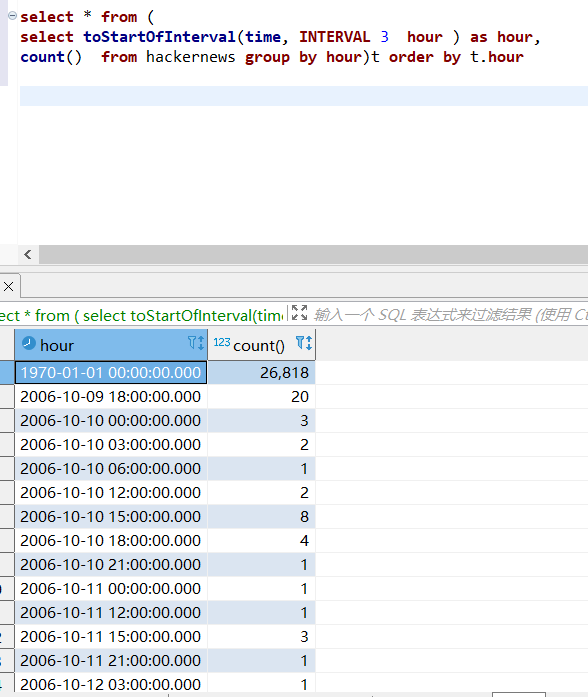 select * from (
select toStartOfInterval(time, INTERVAL 3  hour ) as hour,
count()  from hackernews group by hour)t order by t.hour
ect * from ( select toStartOfInterval(time 输入一个 SQL 表达式来过滤结果 (使用 Ct
hour 123 count()
1970-01-01 00:00:00.000 26,818
2006-10-09 18:00:00.000 20
2006-10-10 00:00:00.000 3
2006-10-10 03:00:00.000 2
2006-10-10 06:00:00.000 1
2006-10-10 12:00:00.000 2
2006-10-10 15:00:00.000 8
2006-10-10 18:00:00.000 4
2006-10-10 21:00:00.000 1
2006-10-11 00:00:00.000 1
2006-10-11 12:00:00.000 1
2006-10-11 15:00:00.000 3
2006-10-11 21:00:00.000 1
2006-10-12 03:00:00.000 1